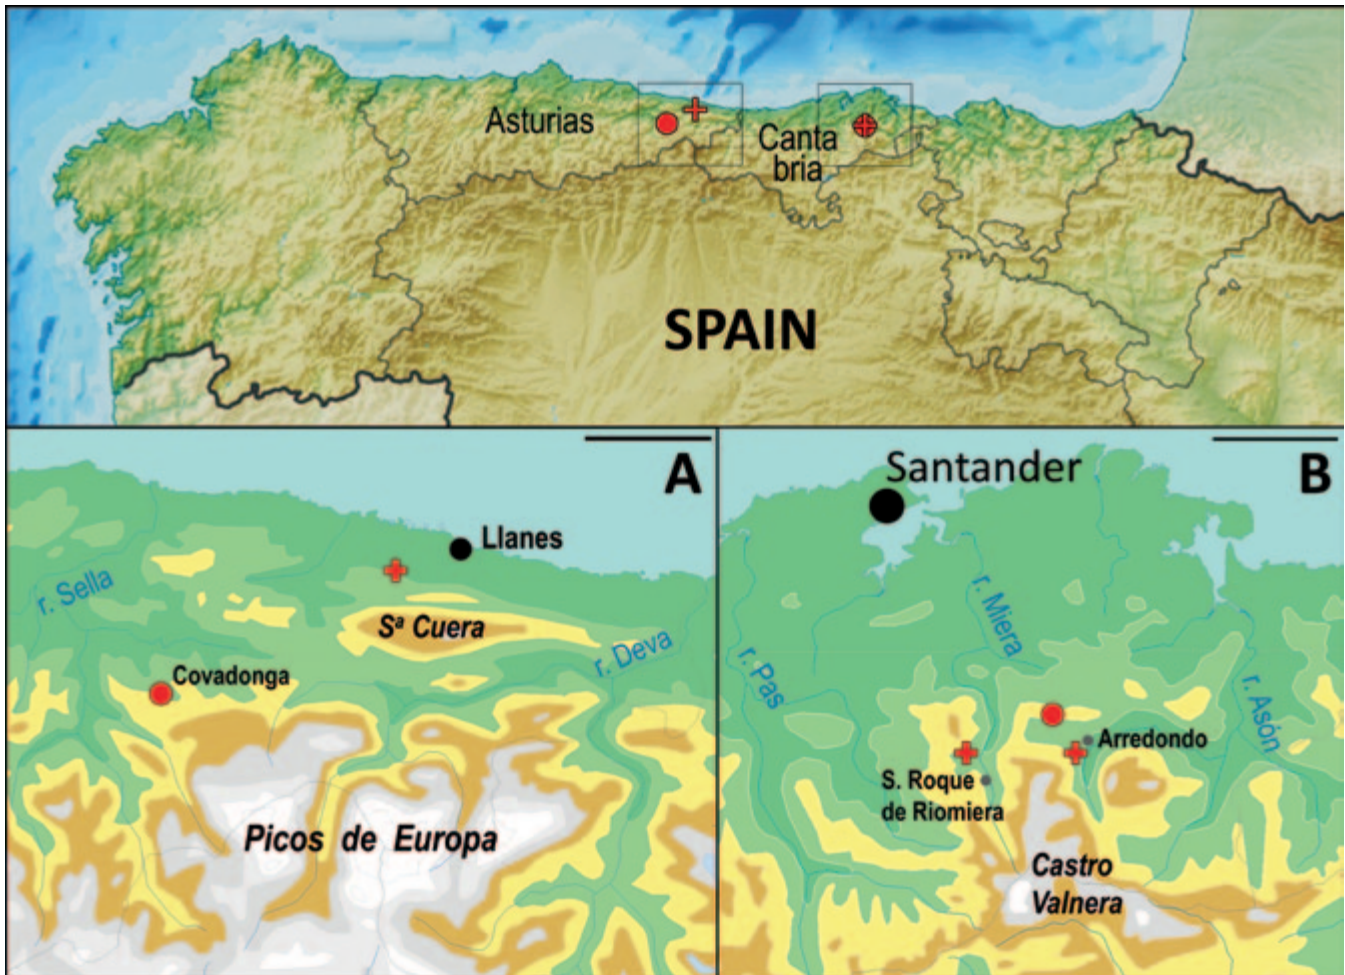 Asturias
Canta
bria
SPAIN
A
Llanes
r. Sella
Sª Cuera
r. Deva
Covadonga
Picos de Europa
B
Santander
r. Miera
r. Pas
r. Asón
Arredondo
S. Roque
de Riomiera
Castro
Valnera